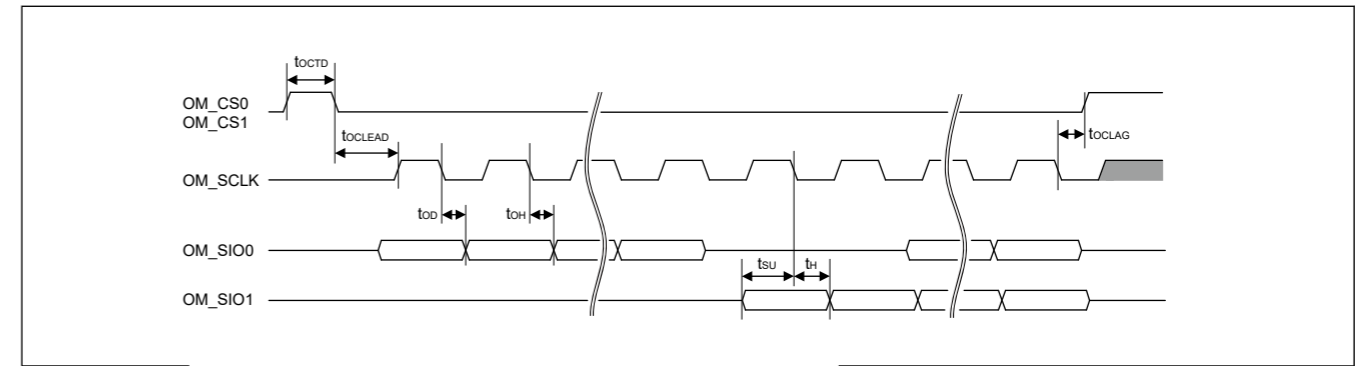 tOCTD
OM_CS0
OM_CS1
tOCLEAD
tOCLAG
OM_SCLK
tOD
tOH
OM_SIO0
tSU
tH
OM_SIO1